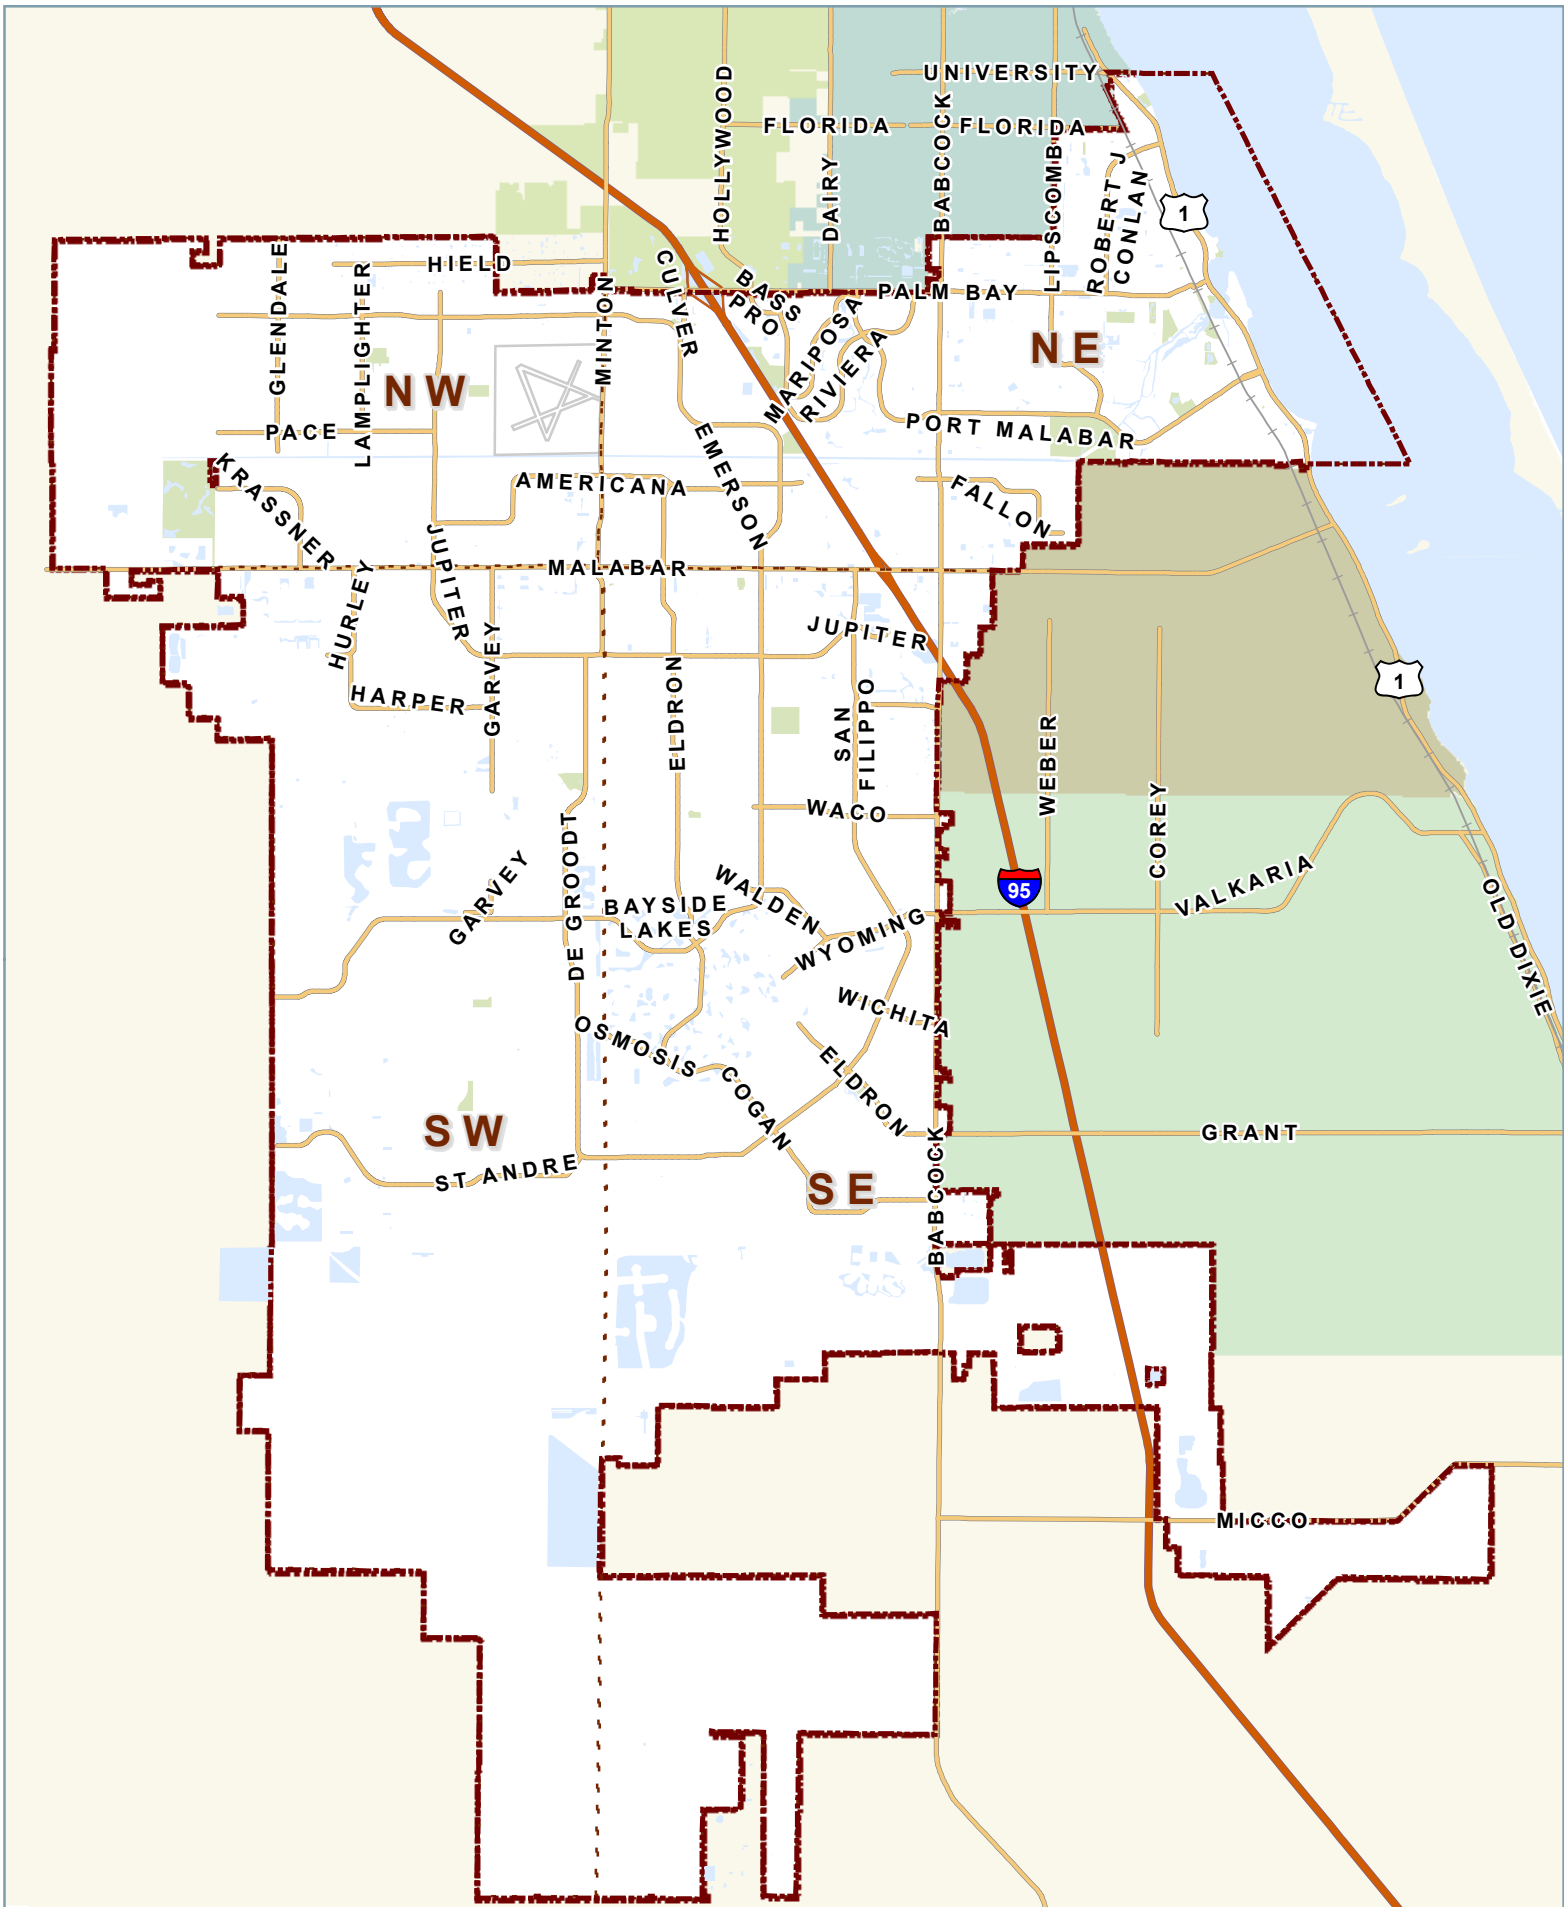 UNIVERSITY
HOLLYWOOD
FLORIDA
FLORIDA
DAIRY
BABCOCK
LIPSCOMB
ROBERT J
CONLAN
1
HIELD
GLENDALE
LAMPLIGHTER
MINTON
CULVER
BASS
PRO
PALM BAY
MARIPOSA
RIVIERA
NE
NW
PACE
PORT MALABAR
KRASSNER
AMERICANA
EMERSON
FALLON
JUPITER
MALABAR
HURLEY
GARVEY
JUPITER
HARPER
ELDRON
SAN
FILIPPO
1
WEBER
COREY
WACO
DE GROODT
GARVEY
BAYSIDE
LAKES
WALDEN
WYOMING
95
VALKARIA
OLD DIXIE
WICHITA
OSMOSIS
COGAN
ELDRON
SW
ST ANDRE
SE
BABCOCK
GRANT
MICCO